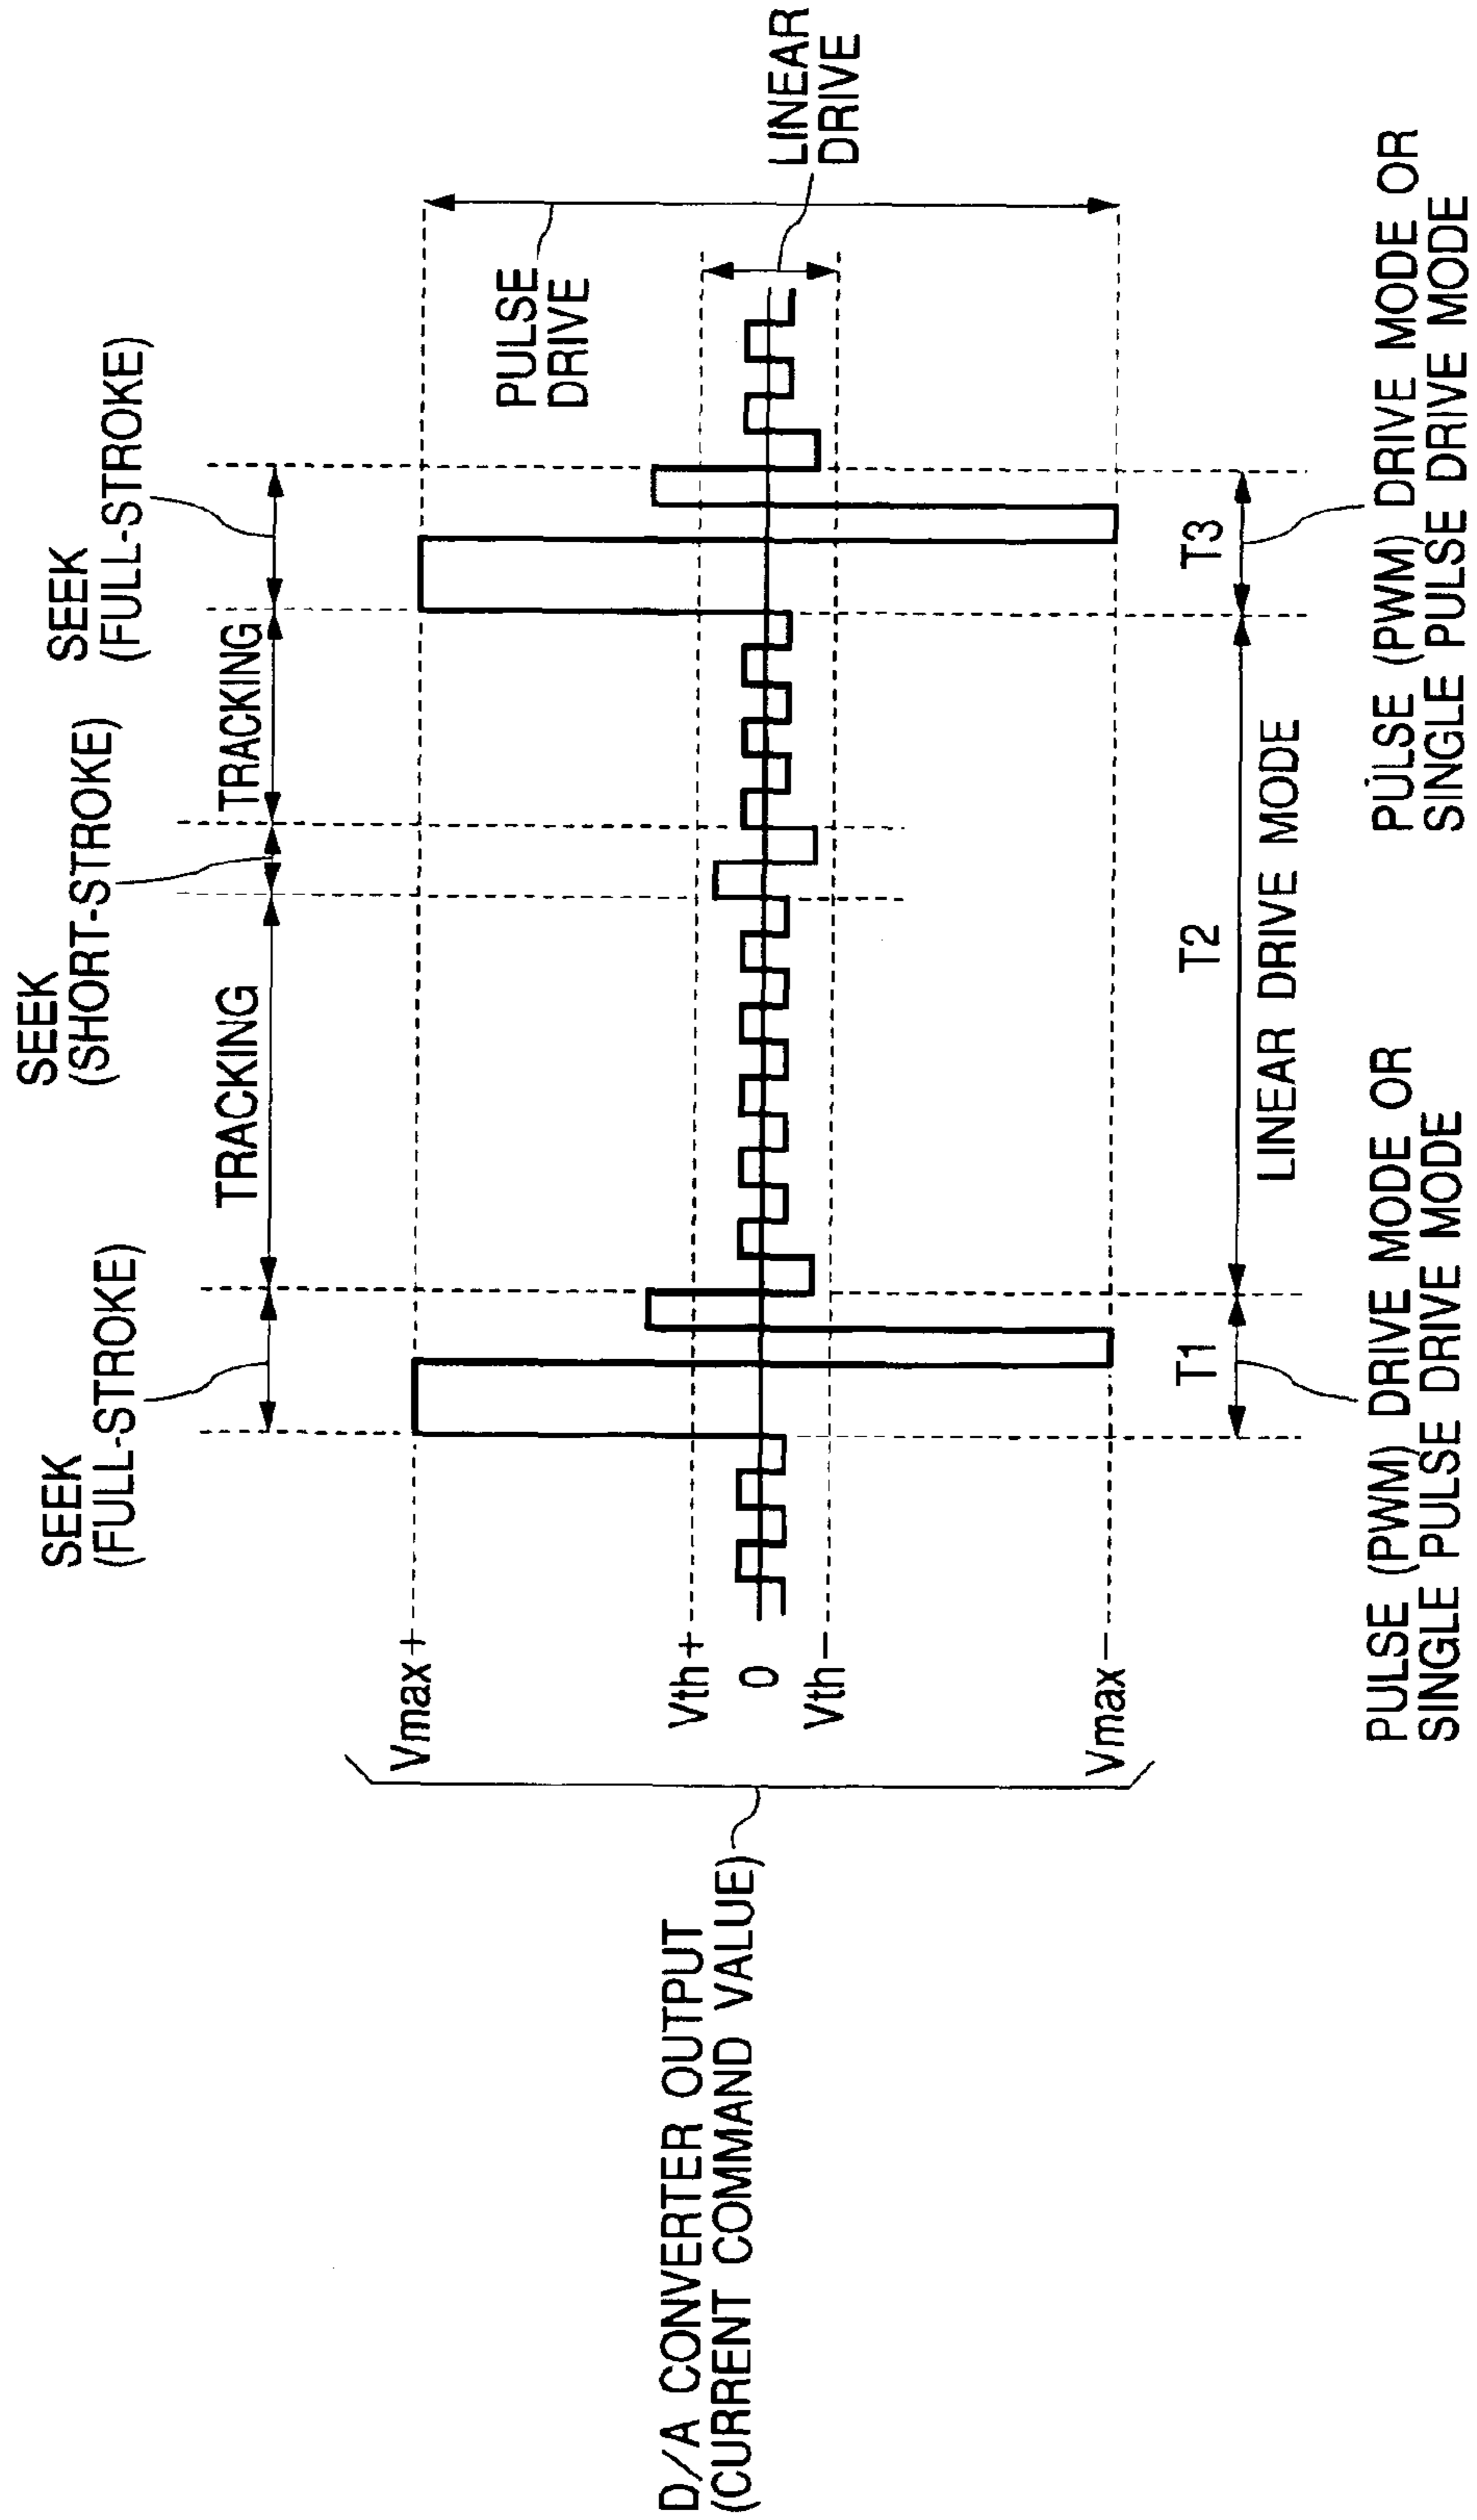 SEEK
(FULL-STROKE)
SEEK
(SHORT-STROKE)
SEEK
(FULL-STROKE)
TRACKING
TRACKING
Vmax+
PULSE
DRIVE
Vth+
0
Vth−
LINEAR
DRIVE
D/A CONVERTER OUTPUT
(CURRENT COMMAND VALUE)
Vmax−
T1
T2
T3
LINEAR DRIVE MODE
PULSE (PWM) DRIVE MODE OR
SINGLE PULSE DRIVE MODE
PULSE (PWM) DRIVE MODE OR
SINGLE PULSE DRIVE MODE